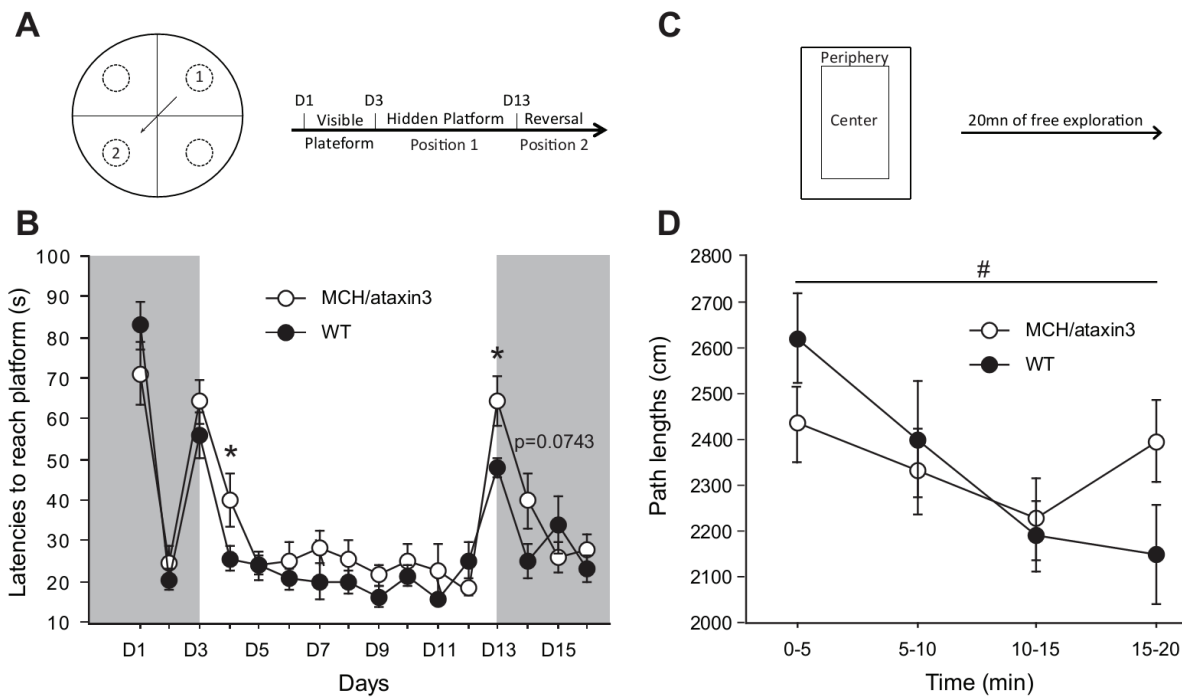 A
1
2
D1 D3 D13
Visible Hidden Platform Reversal
Plateform Position 1 Position 2
C
Periphery
Center
20mn of free exploration
B
100
90
80
70
60
50
40
30
20
10
Latencies to reach platform (s)
MCH/ataxin3
WT
*
*
p=0.0743
D1 D3 D5 D7 D9 D11 D13 D15
Days
D
2800
2700
2600
2500
2400
2300
2200
2100
2000
Path lengths (cm)
#
MCH/ataxin3
WT
0-5 5-10 10-15 15-20
Time (min)